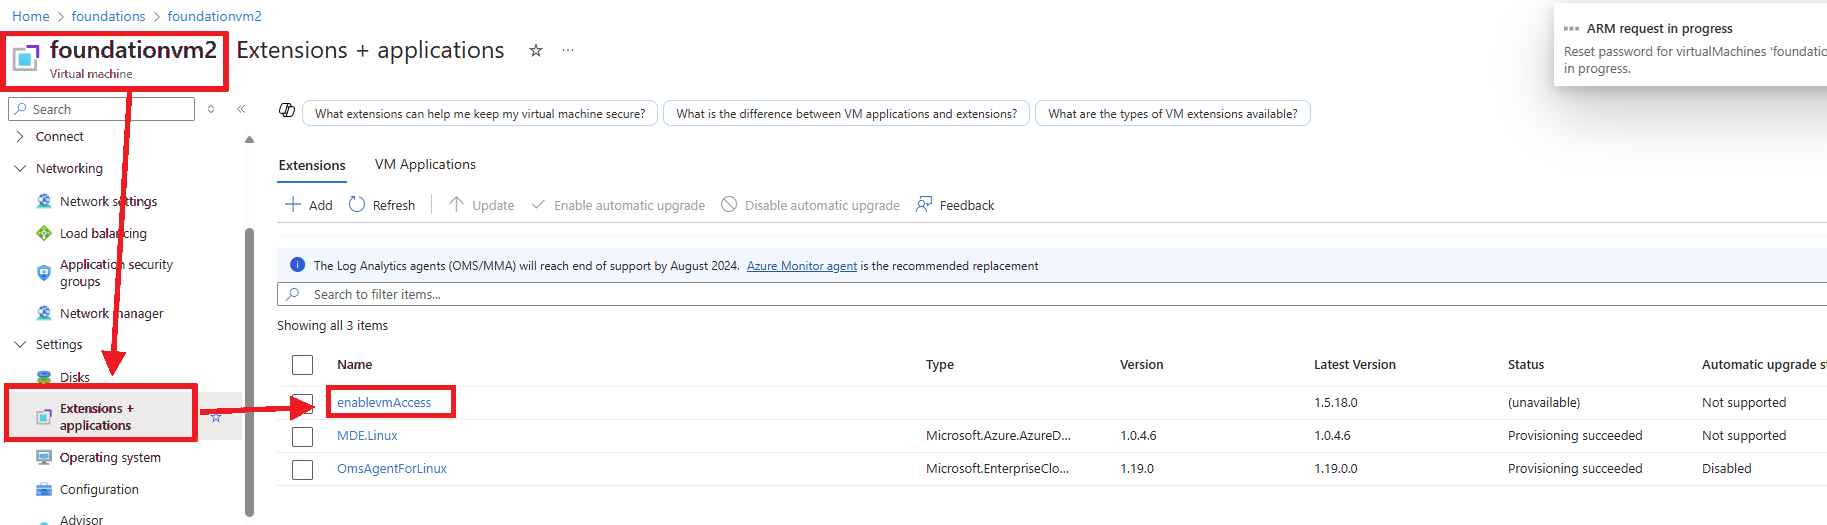 Home > foundations > foundationvm2
foundationvm2 Extensions + applications
Virtual machine
ARM request in progress
Reset password for virtualMachines 'foundatio
in progress.
Search
What extensions can help me keep my virtual machine secure?
What is the difference between VM applications and extensions?
What are the types of VM extensions available?
Connect
Networking
Network settings
Load balancing
Application security
groups
Network manager
Settings
Disks
Extensions +
applications
Operating system
Configuration
Advisor
Extensions VM Applications
Add Refresh Update Enable automatic upgrade Disable automatic upgrade Feedback
The Log Analytics agents (OMS/MMA) will reach end of support by August 2024. Azure Monitor agent is the recommended replacement
Search to filter items...
Showing all 3 items
Name Type Version Latest Version Status Automatic upgrade s
enablevmAccess 1.5.18.0 (unavailable) Not supported
MDE.Linux Microsoft.Azure.AzureD... 1.0.4.6 1.0.4.6 Provisioning succeeded Not supported
OmsAgentForLinux Microsoft.EnterpriseClo... 1.19.0 1.19.0.0 Provisioning succeeded Disabled